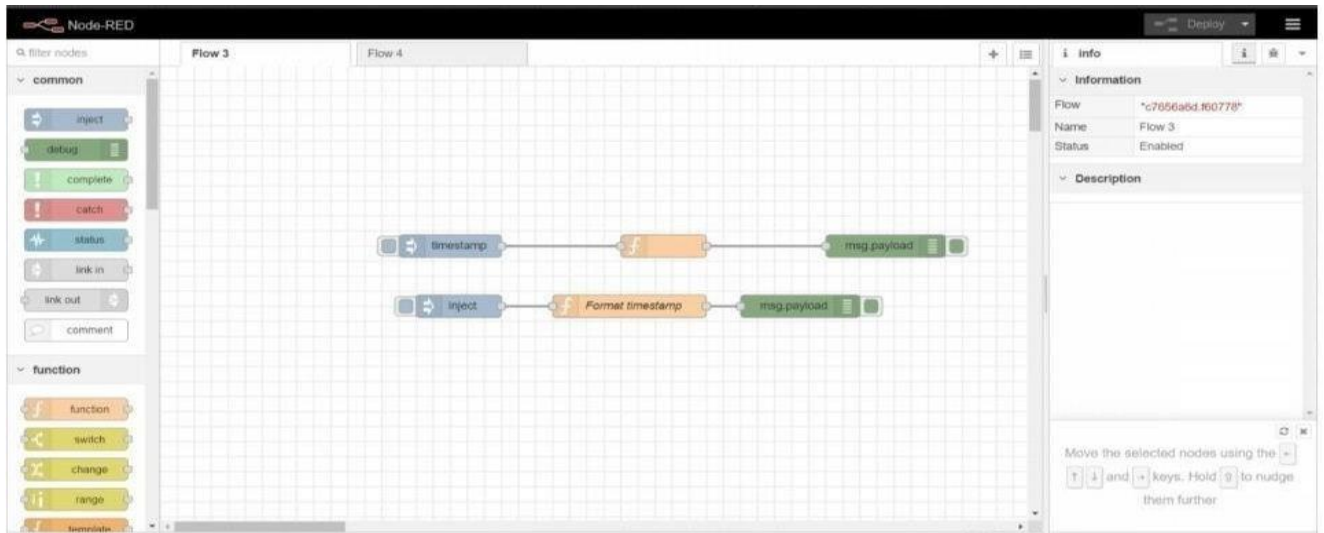 Node-RED
Deploy
filter nodes
Flow 3
Flow 4
i info
common
Information
inject
Flow "c7656a6d.f60778"
debug
Name Flow 3
Status Enabled
complete
Description
catch
status
timestamp
msg.payload
link in
link out
inject
Format timestamp
msg.payload
comment
function
function
switch
change
range
template
Move the selected nodes using the ←
↑ ↓ and → keys. Hold ⇧ to nudge
them further